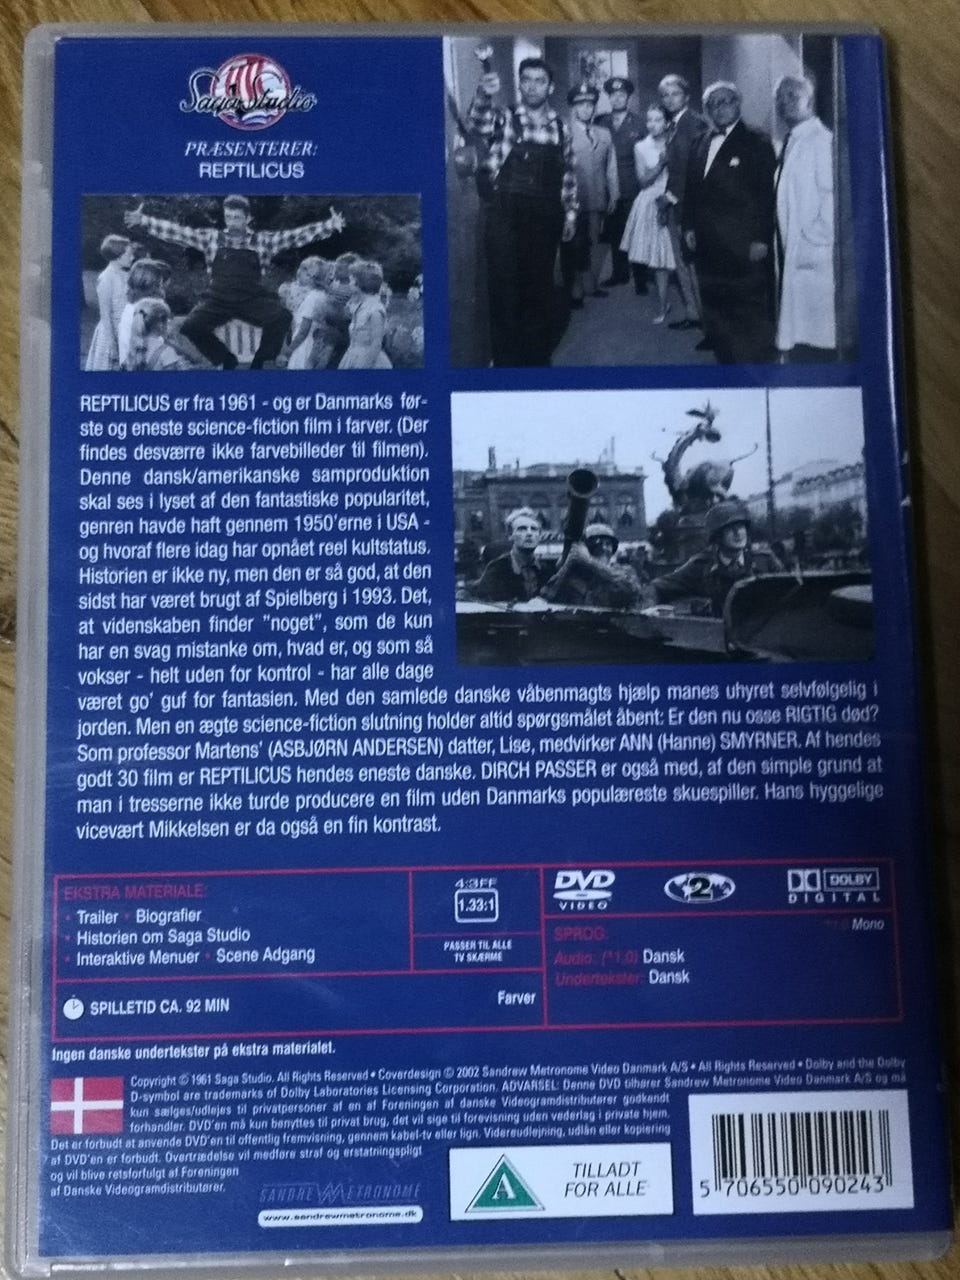 Saga Studio
PRÆSENTERER:
REPTILICUS
REPTILICUS er fra 1961 - og er Danmarks før-
ste og eneste science-fiction film i farver. (Der
findes desværre ikke farvebilleder til filmen).
Denne dansk/amerikanske samproduktion
skal ses i lyset af den fantastiske popularitet,
genren havde haft gennem 1950'erne i USA -
og hvoraf flere idag har opnået reel kultstatus.
Historien er ikke ny, men den er så god, at den
sidst har været brugt af Spielberg i 1993. Det,
at videnskaben finder "noget", som de kun
har en svag mistanke om, hvad er, og som så
vokser - helt uden for kontrol - har alle dage
været go' guf for fantasien. Med den samlede danske våbenmagts hjælp manes uhyret selvfølgelig i
jorden. Men en ægte science-fiction slutning holder altid spørgsmålet åbent: Er den nu osse RIGTIG død?
Som professor Martens' (ASBJØRN ANDERSEN) datter, Lise, medvirker ANN (Hanne) SMYRNER. Af hendes
godt 30 film er REPTILICUS hendes eneste danske. DIRCH PASSER er også med, af den simple grund at
man i tresserne ikke turde producere en film uden Danmarks populæreste skuespiller. Hans hyggelige
vicevært Mikkelsen er da også en fin kontrast.
EKSTRA MATERIALE:
• Trailer • Biografier
• Historien om Saga Studio
• Interaktive Menuer • Scene Adgang
SPILLETID CA. 92 MIN
Farver
4:3FF
1.33:1
PASSER TIL ALLE
TV SKÆRME
DVD
VIDEO
2
DOLBY
DIGITAL
*1.0 Mono
SPROG:
Audio: (*1.0) Dansk
Undertekster: Dansk
Ingen danske undertekster på ekstra materialet.
Copyright © 1961 Saga Studio. All Rights Reserved • Coverdesign © 2002 Sandrew Metronome Video Danmark A/S • All Rights Reserved • Dolby and the Dolby
D-symbol are trademarks of Dolby Laboratories Licensing Corporation. ADVARSEL: Denne DVD tilhører Sandrew Metronome Video Danmark A/S og må
kun sælges/udlejes til privatpersoner af en af Foreningen af danske Videogramdistributører godkendt
forhandler. DVD'en må kun benyttes til privat brug, det vil sige til forevisning uden vederlag i private hjem.
Det er forbudt at anvende DVD'en til offentlig fremvisning, gennem kabel-tv eller lign. Videreudlejning, udlån eller kopiering
af DVD'en er forbudt. Overtrædelse vil medføre straf og erstatningspligt
og vil blive retsforfulgt af Foreningen
af Danske Videogramdistributører.
SANDREW METRONOME
www.sandrewmetronome.dk
A
TILLADT
FOR ALLE
5 706550 090243